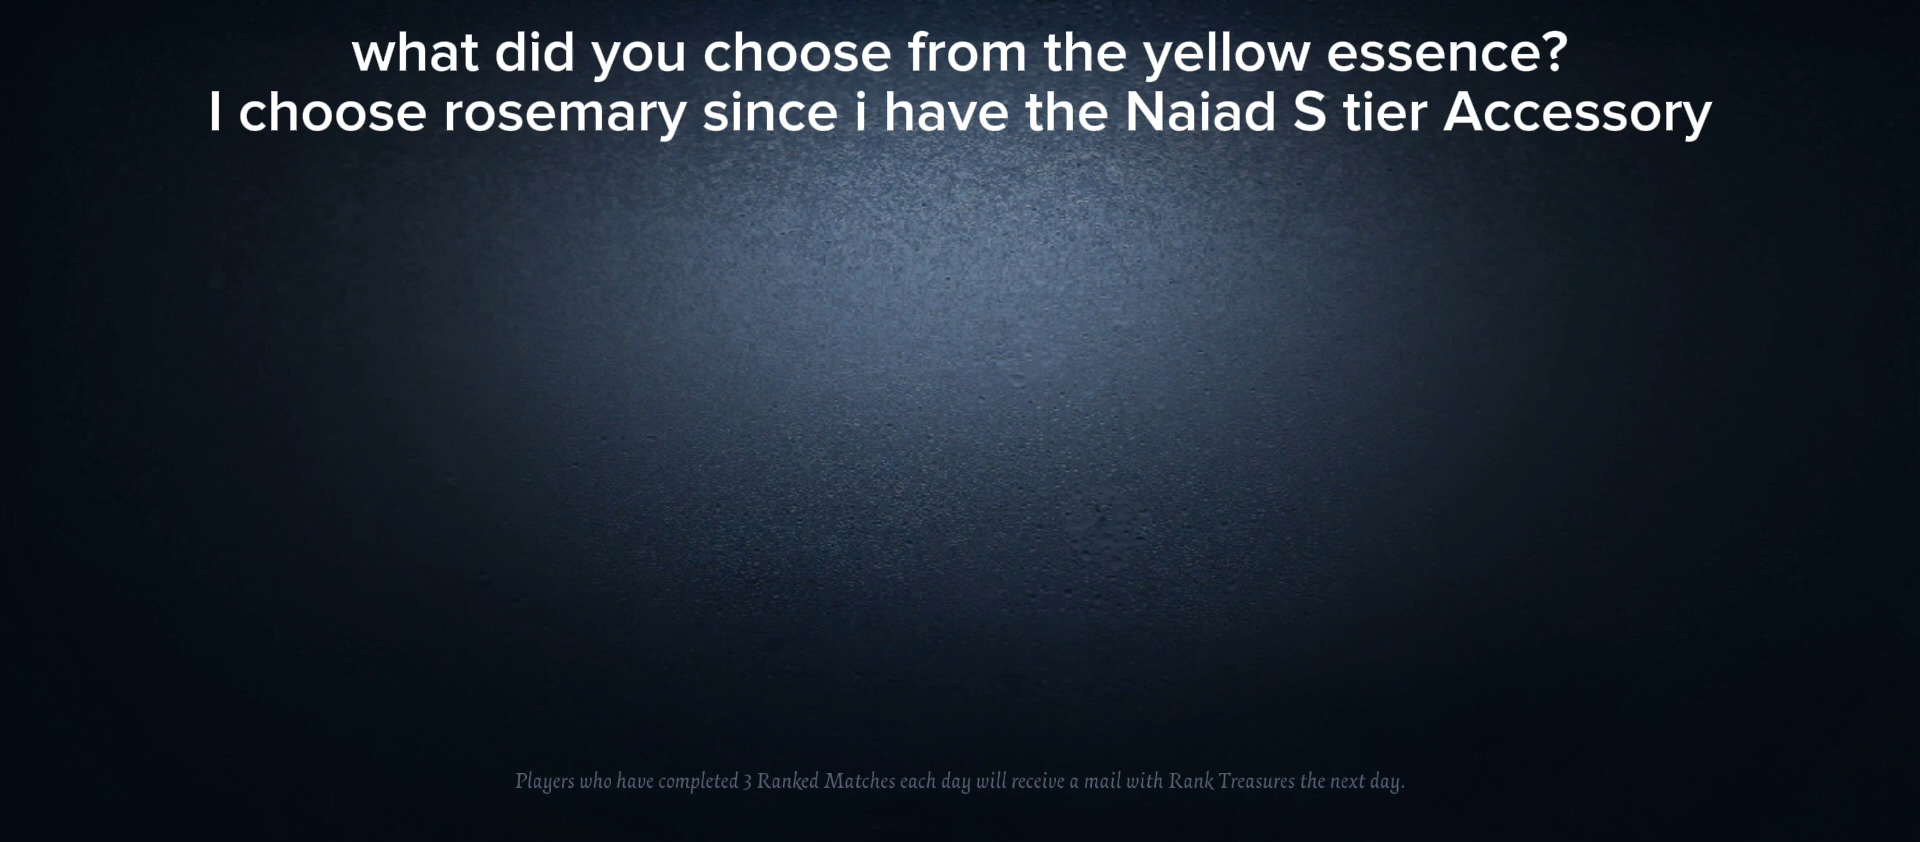 what did you choose from the yellow essence?
I choose rosemary since i have the Naiad S tier Accessory
Players who have completed 3 Ranked Matches each day will receive a mail with Rank Treasures the next day.